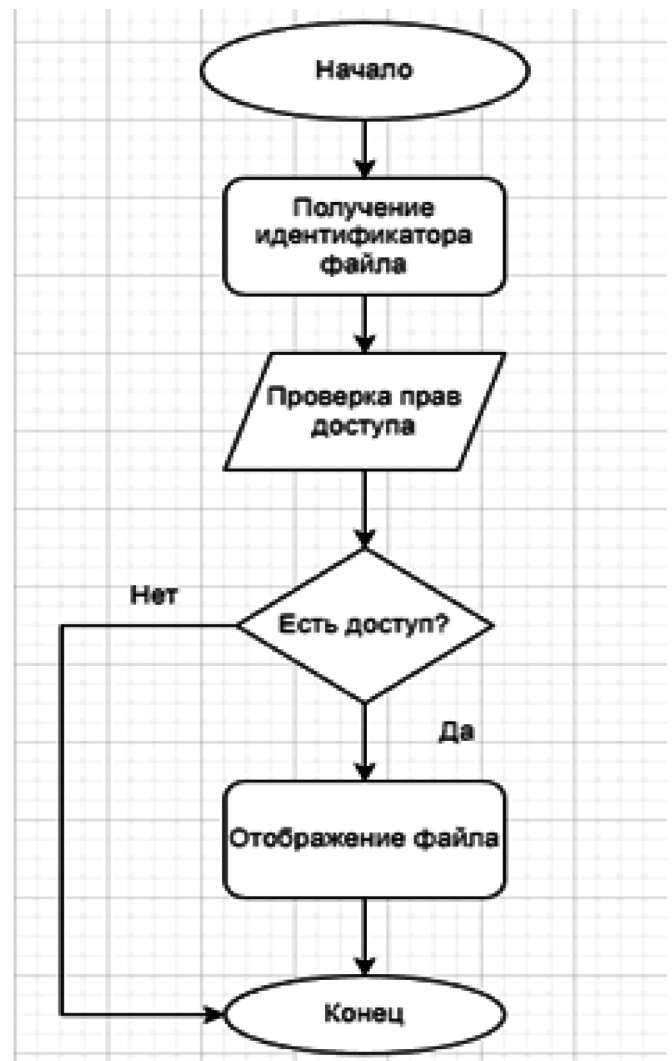 Начало
Получение
идентификатора
файла
Проверка прав
доступа
Нет
Есть доступ?
Да
Отображение файла
Конец